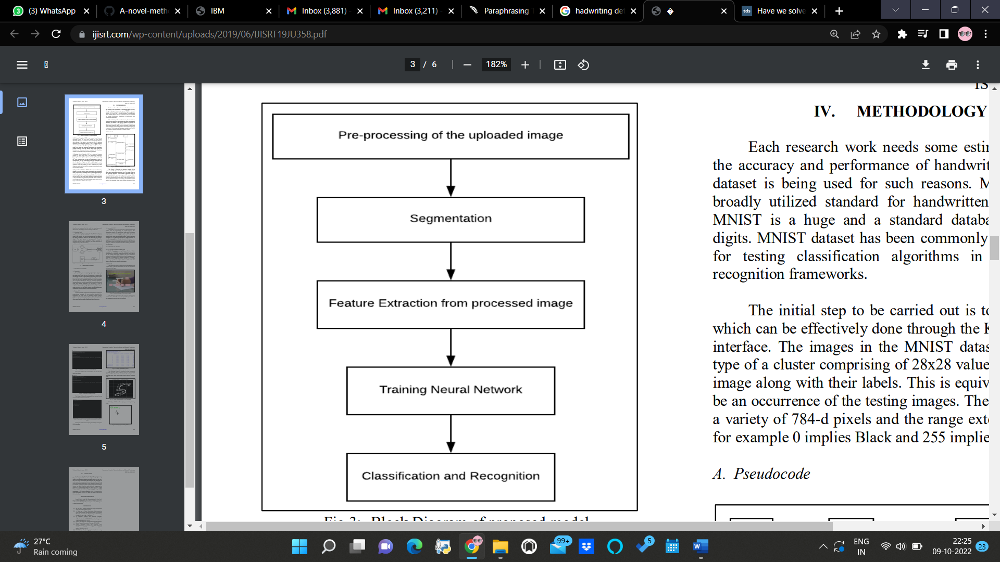 (3) WhatsApp
A-novel-meth
IBM
Inbox (3,881)
Inbox (3,211)
Paraphrasing
hadwriting de
Have we solve
ijisrt.com/wp-content/uploads/2019/06/IJISRT19JU358.pdf
3 / 6
182%
3
4
5
Pre-processing of the uploaded image
Segmentation
Feature Extraction from processed image
Training Neural Network
Classification and Recognition
Fig 3: Block Diagram of proposed model
IS
IV. METHODOLOGY
Each research work needs some estir
the accuracy and performance of handwrit
dataset is being used for such reasons. M
broadly utilized standard for handwritten
MNIST is a huge and a standard databa
digits. MNIST dataset has been commonly
for testing classification algorithms in
recognition frameworks.
The initial step to be carried out is to
which can be effectively done through the K
interface. The images in the MNIST datas
type of a cluster comprising of 28x28 value
image along with their labels. This is equiv
be an occurrence of the testing images. The
a variety of 784-d pixels and the range exte
for example 0 implies Black and 255 implie
A. Pseudocode
27°C
Rain coming
99+
5
ENG
IN
22:25
09-10-2022
23